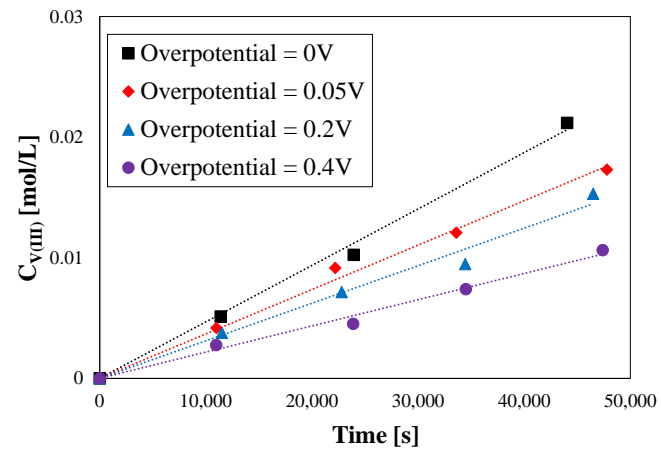 0.03
Overpotential = 0V
Overpotential = 0.05V
0.02
Overpotential = 0.2V
Overpotential = 0.4V
C_V(III) [mol/L]
0.01
0
0 10,000 20,000 30,000 40,000 50,000
Time [s]